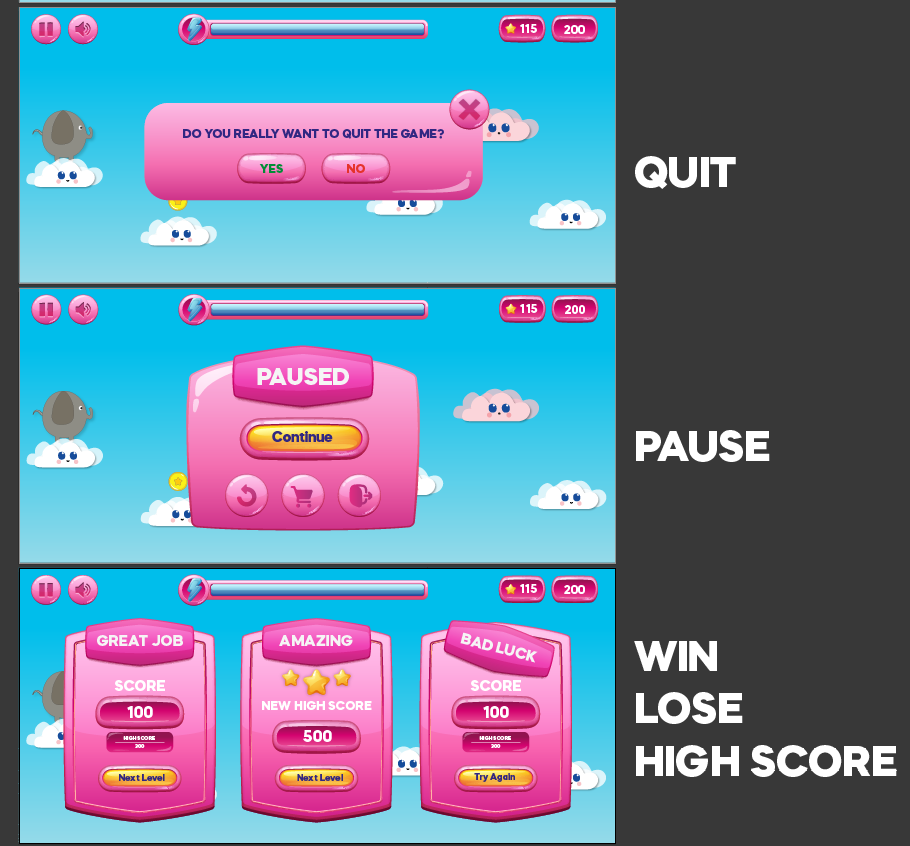 115
200
DO YOU REALLY WANT TO QUIT THE GAME?
YES
NO
QUIT
115
200
PAUSED
Continue
PAUSE
115
200
GREAT JOB
SCORE
100
HIGH SCORE
300
Next Level
AMAZING
NEW HIGH SCORE
500
Next Level
BAD LUCK
SCORE
100
HIGH SCORE
300
Try Again
WIN
LOSE
HIGH SCORE